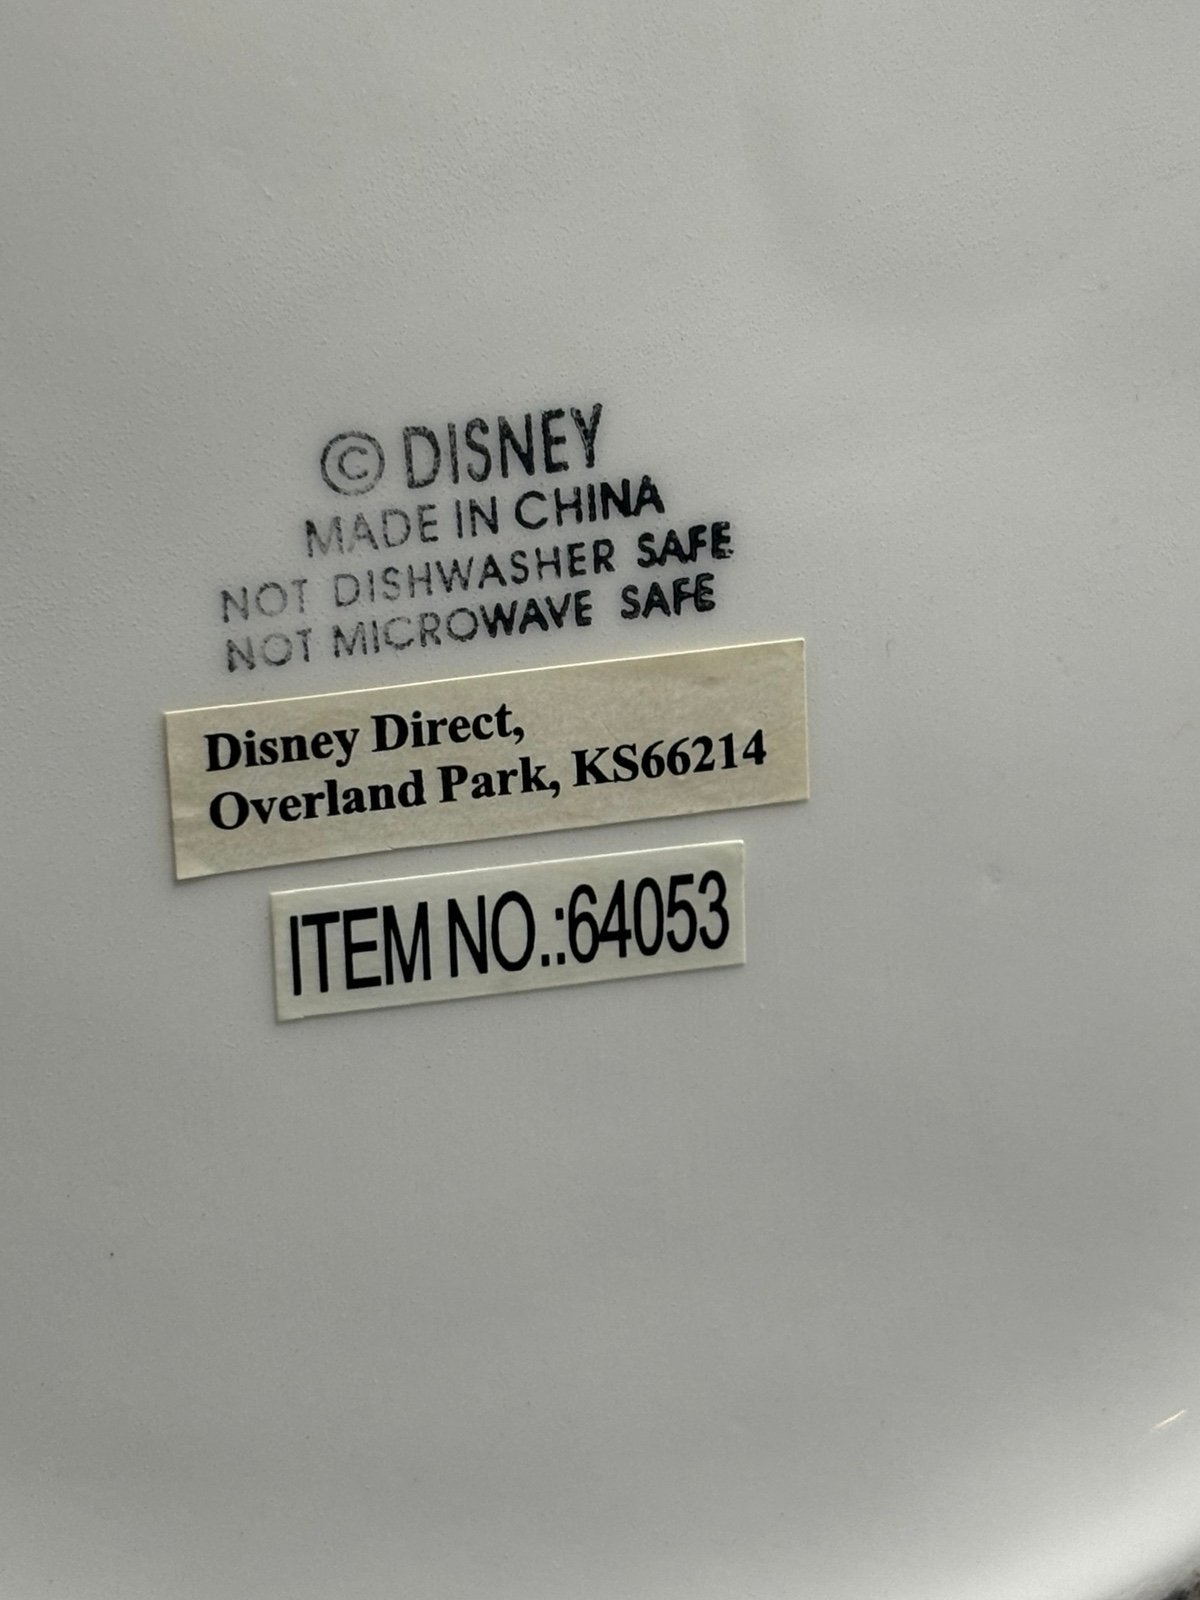 © DISNEY
MADE IN CHINA
NOT DISHWASHER SAFE
NOT MICROWAVE SAFE
Disney Direct,
Overland Park, KS66214
ITEM NO.:64053